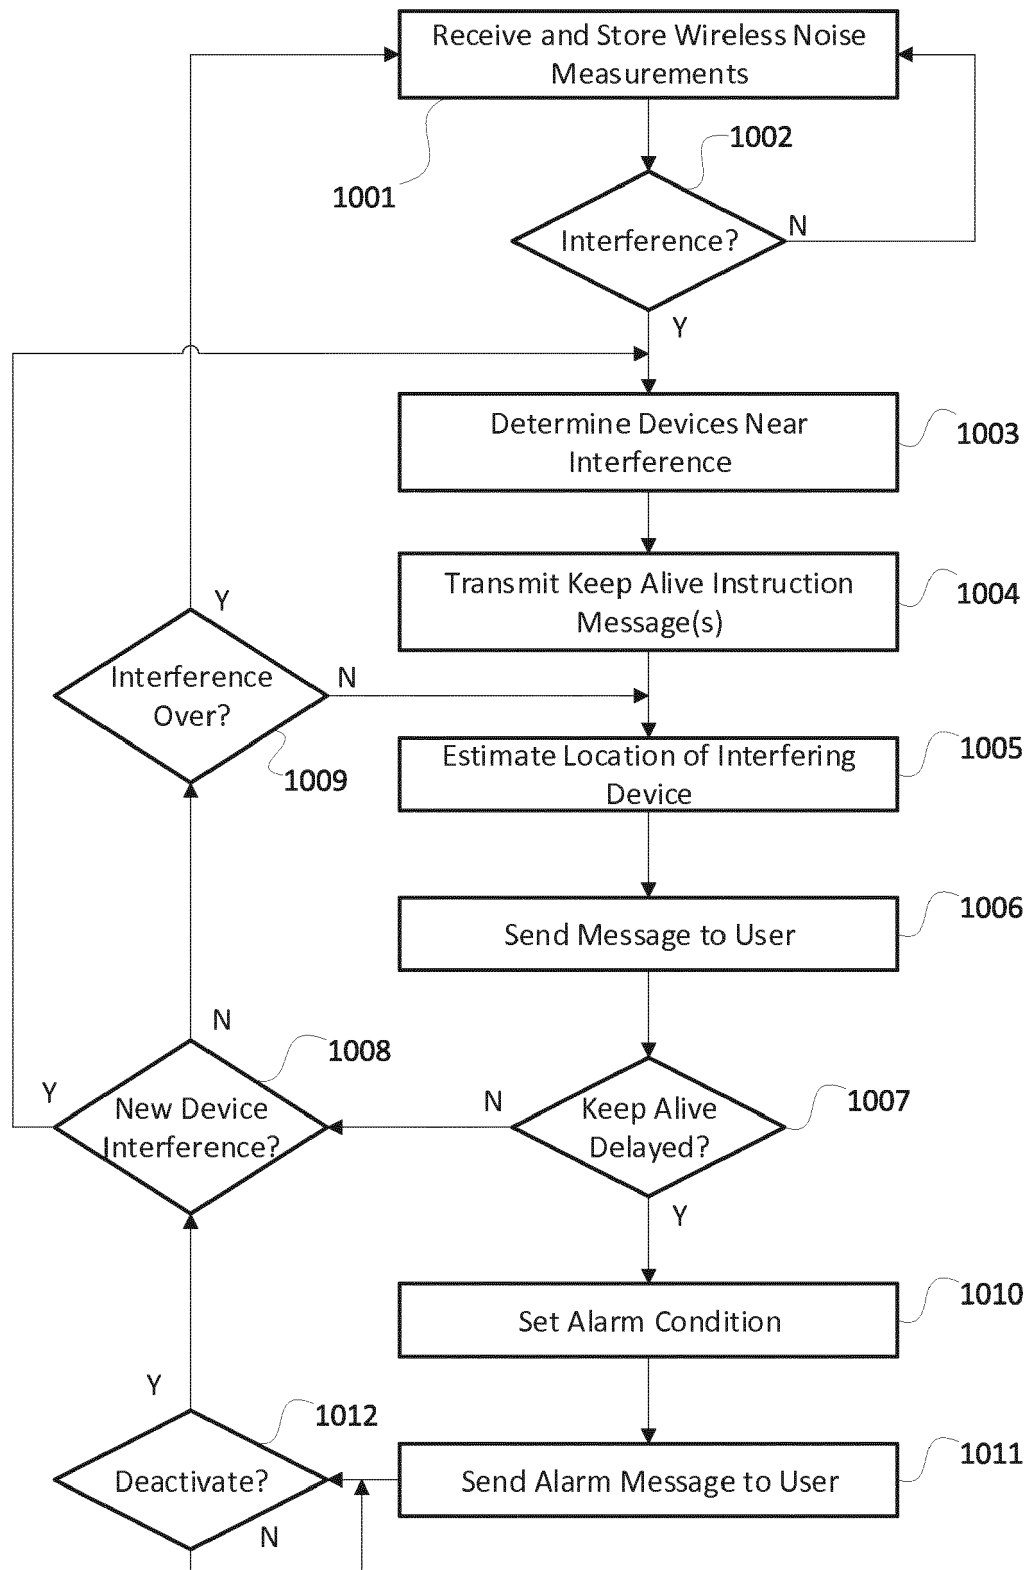 Receive and Store Wireless Noise
Measurements
1001
1002
Interference?
N
Y
Determine Devices Near
Interference
1003
Transmit Keep Alive Instruction
Message(s)
1004
Y
Interference
Over?
N
1009
Estimate Location of Interfering
Device
1005
Send Message to User
1006
N
1008
Y
New Device
Interference?
N
Keep Alive
Delayed?
1007
Y
Set Alarm Condition
1010
Y
1012
Deactivate?
N
Send Alarm Message to User
1011